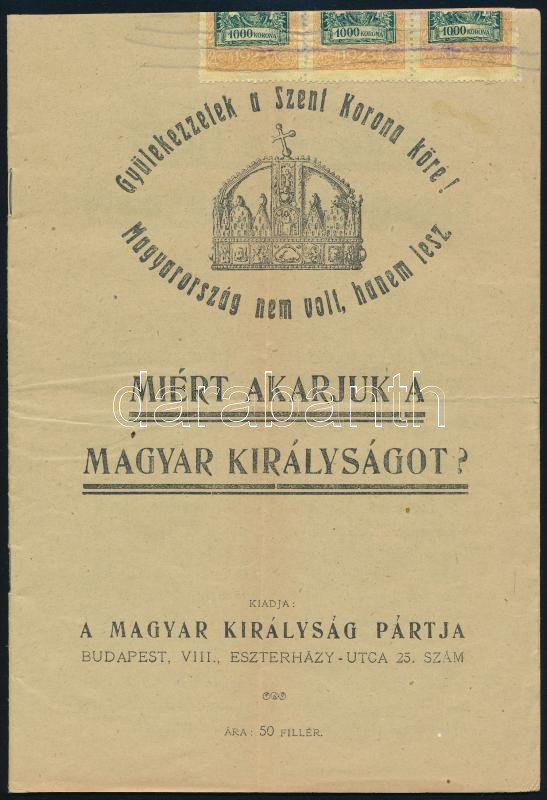 1000 KORONA 1000 KORONA 1000 KORONA
Gyülekezzetek a Szent Korona köré!
Magyarország nem volt, hanem lesz.
MIÉRT AKARJUK A
darabanth
MAGYAR KIRÁLYSÁGOT?
KIADJA:
A MAGYAR KIRÁLYSÁG PÁRTJA
BUDAPEST, VIII., ESZTERHÁZY-UTCA 25. SZÁM
ÁRA: 50 FILLÉR.